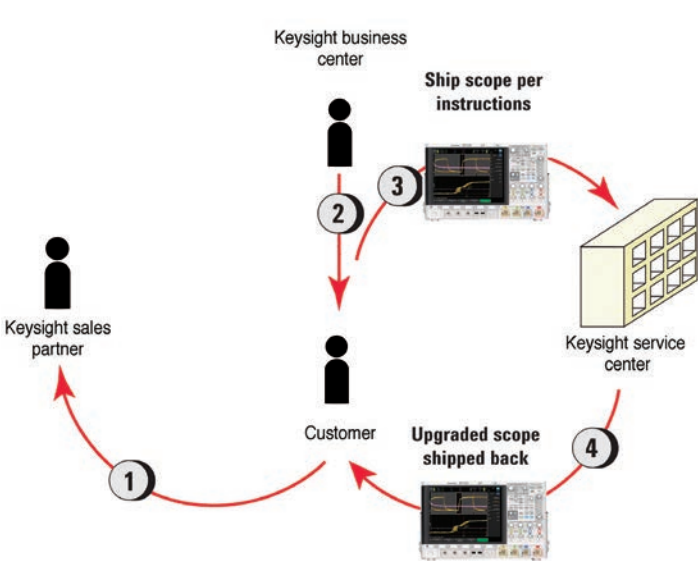 Keysight business
center
Ship scope per
instructions
3
2
Keysight sales
partner
Keysight service
center
Customer
Upgraded scope
shipped back
4
1